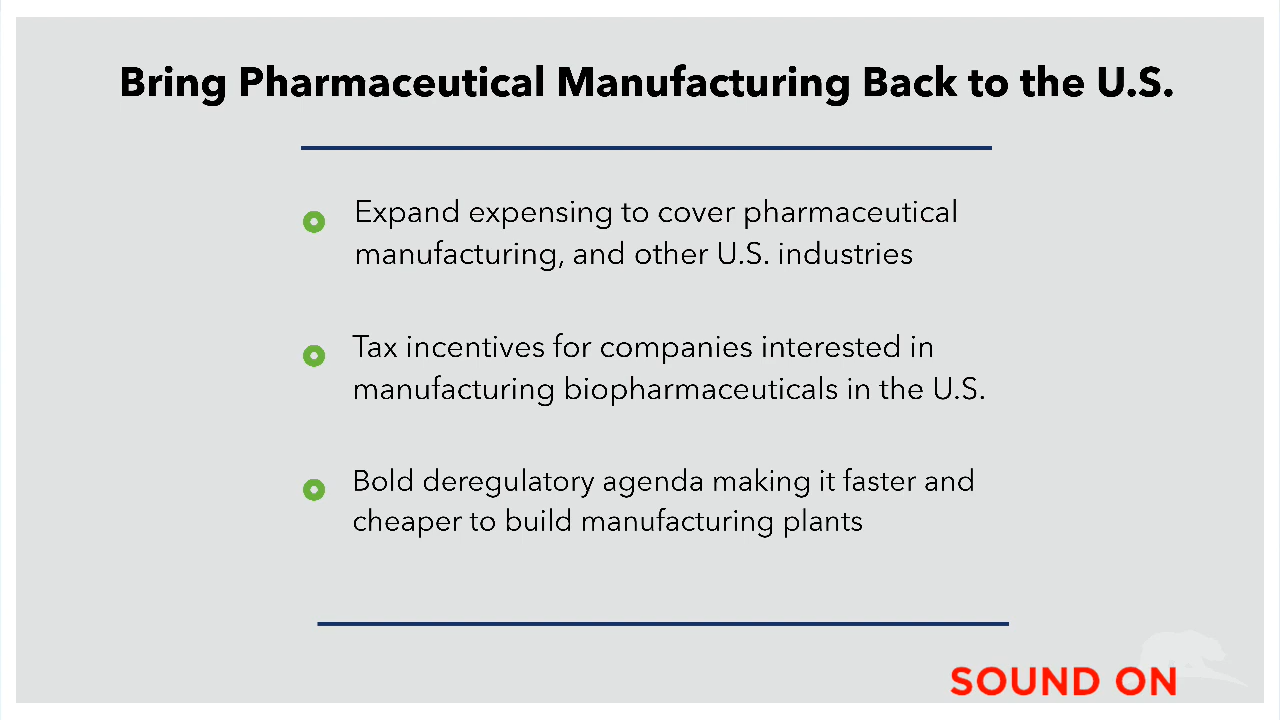 Bring Pharmaceutical Manufacturing Back to the U.S.
Expand expensing to cover pharmaceutical
manufacturing, and other U.S. industries
Tax incentives for companies interested in
manufacturing biopharmaceuticals in the U.S.
Bold deregulatory agenda making it faster and
cheaper to build manufacturing plants
SOUND ON